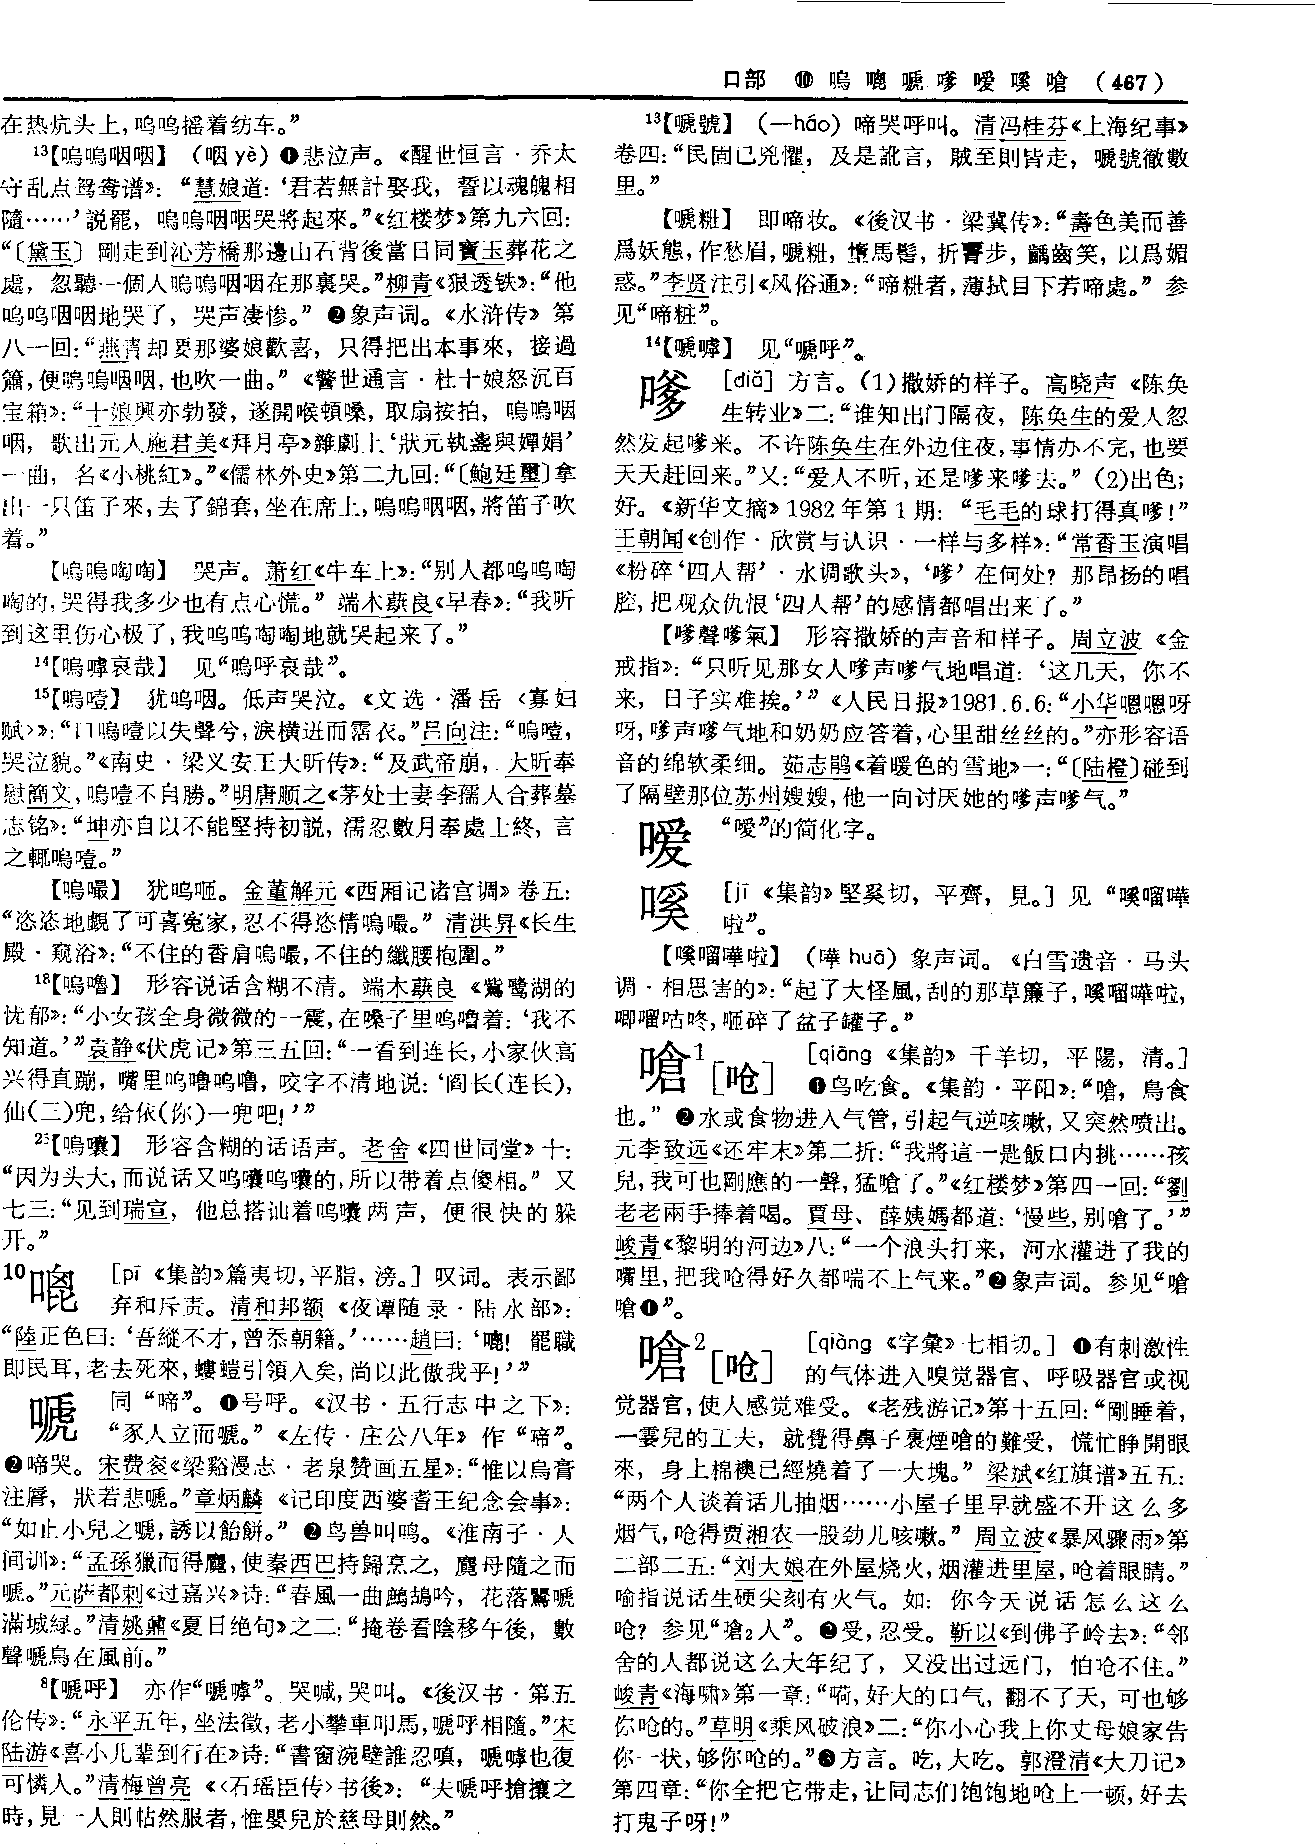 口部 ⑩ 嗚 㗙 嗁 嗲 嗳 嗘 嗆 (467)
在热炕头上，呜呜摇着纺车。”
¹³【嗚嗚咽咽】 （咽yè）❶悲泣声。《醒世恒言·乔太
守乱点鸳鸯谱》：“慧娘道：‘君若無計娶我，誓以魂魄相
隨……’説罷，嗚嗚咽咽哭將起來。”《红楼梦》第九六回：
“〔黛玉〕剛走到沁芳橋那邊山石背後當日同寶玉葬花之
處，忽聽一個人嗚嗚咽咽在那裏哭。”柳青《狠透铁》：“他
呜呜咽咽地哭了，哭声凄惨。”❷象声词。《水浒传》第
八一回：“燕青却要那婆娘歡喜，只得把出本事來，接過
簫，便嗚嗚咽咽，也吹一曲。”《警世通言·杜十娘怒沉百
宝箱》：“十娘興亦勃發，遂開喉頓嗓，取扇按拍，嗚嗚咽
咽，歌出元人施君美《拜月亭》雜劇上‘狀元執盞與嬋娟’
一曲，名《小桃紅》。”《儒林外史》第二九回：“〔鮑廷璽〕拿
出一只笛子來，去了錦套，坐在席上，嗚嗚咽咽，將笛子吹
着。”
【嗚嗚啕啕】 哭声。萧红《牛车上》：“别人都呜呜啕
啕的，哭得我多少也有点心慌。”端木蕻良《早春》：“我听
到这里伤心极了，我呜呜啕啕地就哭起来了。”
¹⁴【嗚嘑哀哉】 见“嗚呼哀哉”。
¹⁵【嗚噎】 犹呜咽。低声哭泣。《文选·潘岳〈寡妇
赋〉》：“口嗚噎以失聲兮，淚横迸而霑衣。”吕向注：“嗚噎，
哭泣貌。”《南史·梁义安王大昕传》：“及武帝崩，大昕奉
慰簡文，嗚噎不自勝。”明唐顺之《茅处士妻李孺人合葬墓
志铭》：“坤亦自以不能堅持初説，濡忍數月奉處士終，言
之輒嗚噎。”
【嗚嘬】 犹呜咂。金董解元《西厢记诸宫调》卷五：
“恣恣地覷了可喜冤家，忍不得恣情嗚嘬。”清洪昇《长生
殿·窥浴》：“不住的香肩嗚嘬，不住的纖腰抱圍。”
¹⁸【嗚嚕】 形容说话含糊不清。端木蕻良《鴜鹭湖的
忧郁》：“小女孩全身微微的一震，在嗓子里呜噜着：‘我不
知道。’”袁静《伏虎记》第三五回：“一看到连长，小家伙高
兴得直蹦，嘴里呜噜呜噜，咬字不清地说：‘阎长（连长），
仙（三）兜，给依（你）一兜吧！’”
²⁵【嗚囔】 形容含糊的话语声。老舍《四世同堂》十：
“因为头大，而说话又呜囔呜囔的，所以带着点傻相。”又
七三：“见到瑞宣，他总搭讪着呜囔两声，便很快的躲
开。”
¹⁰㗙 [pī《集韵》篇夷切，平脂，滂。]叹词。表示鄙
弃和斥责。清和邦额《夜谭随录·陆水部》：
“陸正色曰：‘吾縱不才，曾忝朝籍。’……趙曰：‘㗙！罷職
即民耳，老去死來，螻螘引領入矣，尚以此傲我乎！’”
嗁 同“啼”。❶号呼。《汉书·五行志中之下》：
“豕人立而嗁。”《左传·庄公八年》作“啼”。
❷啼哭。宋费衮《梁谿漫志·老泉赞画五星》：“惟以烏膏
注脣，狀若悲嗁。”章炳麟《记印度西婆耆王纪念会事》：
“如止小兒之嗁，誘以飴餅。”❷鸟兽叫鸣。《淮南子·人
间训》：“孟孫獵而得麑，使秦西巴持歸烹之，麑母隨之而
嗁。”元萨都剌《过嘉兴》诗：“春風一曲鷓鴣吟，花落鶯嗁
滿城緑。”清姚鼐《夏日绝句》之二：“掩卷看陰移午後，數
聲嗁鳥在風前。”
⁸【嗁呼】 亦作“嗁嘑”。哭喊，哭叫。《後汉书·第五
伦传》：“永平五年，坐法徵，老小攀車叩馬，嗁呼相隨。”宋
陆游《喜小儿辈到行在》诗：“書窗涴壁誰忍嗔，嗁嘑也復
可憐人。”清梅曾亮《〈石瑶臣传〉书後》：“夫嗁呼搶攘之
時，見一人則帖然服者，惟嬰兒於慈母則然。”
¹³【嗁號】 （—háo）啼哭呼叫。清冯桂芬《上海纪事》
卷四：“民固已兇懼，及是訛言，賊至則皆走，嗁號徹數
里。”
【嗁粧】 即啼妆。《後汉书·梁冀传》：“壽色美而善
爲妖態，作愁眉，嗁粧，墮馬髻，折齎步，齲齒笑，以爲媚
惑。”李贤注引《风俗通》：“啼粧者，薄拭目下若啼處。”参
见“啼粧”。
¹⁴【嗁嘑】 见“嗁呼”。
嗲 [diǎ]方言。（1）撒娇的样子。高晓声《陈奂
生转业》二：“谁知出门隔夜，陈奂生的爱人忽
然发起嗲来。不许陈奂生在外边住夜，事情办不完，也要
天天赶回来。”又：“爱人不听，还是嗲来嗲去。”（2）出色；
好。《新华文摘》1982年第1期：“毛毛的球打得真嗲！”
王朝闻《创作·欣赏与认识·一样与多样》：“常香玉演唱
《粉碎‘四人帮’·水调歌头》，‘嗲’在何处？那昂扬的唱
腔，把观众仇恨‘四人帮’的感情都唱出来了。”
【嗲聲嗲氣】 形容撒娇的声音和样子。周立波《金
戒指》：“只听见那女人嗲声嗲气地唱道：‘这几天，你不
来，日子实难挨。’”《人民日报》1981.6.6：“小华嗯嗯呀
呀，嗲声嗲气地和奶奶应答着，心里甜丝丝的。”亦形容语
音的绵软柔细。茹志鹃《着暖色的雪地》一：“〔陆橙〕碰到
了隔壁那位苏州嫂嫂，他一向讨厌她的嗲声嗲气。”
嗳 “噯”的简化字。
嗘 [jī《集韵》堅奚切，平齊，見。]见“嗘嚠嘩
啦”。
【嗘嚠嘩啦】 （嘩huā）象声词。《白雪遗音·马头
调·相思害的》：“起了大怪風，刮的那草簾子，嗘嚠嘩啦，
唧嚠咕咚，咂碎了盆子罐子。”
嗆¹［呛］ [qiāng《集韵》千羊切，平陽，清。]
❶鸟吃食。《集韵·平阳》：“嗆，鳥食
也。”❷水或食物进入气管，引起气逆咳嗽，又突然喷出。
元李致远《还牢末》第二折：“我將這一匙飯口内挑……孩
兒，我可也剛應的一聲，猛嗆了。”《红楼梦》第四一回：“劉
老老兩手捧着喝。賈母、薛姨媽都道：‘慢些，别嗆了。’”
峻青《黎明的河边》八：“一个浪头打来，河水灌进了我的
嘴里，把我呛得好久都喘不上气来。”❷象声词。参见“嗆
嗆❶”。
嗆²［呛］ [qiàng《字彙》七相切。]❶有刺激性
的气体进入嗅觉器官、呼吸器官或视
觉器官，使人感觉难受。《老残游记》第十五回：“剛睡着，
一霎兒的工夫，就覺得鼻子裏煙嗆的難受，慌忙睁開眼
來，身上棉襖已經燒着了一大塊。”梁斌《红旗谱》五五：
“两个人谈着话儿抽烟……小屋子里早就盛不开这么多
烟气，呛得贾湘农一股劲儿咳嗽。”周立波《暴风骤雨》第
二部二五：“刘大娘在外屋烧火，烟灌进里屋，呛着眼睛。”
喻指说话生硬尖刻有火气。如：你今天说话怎么这么
呛？参见“嗆₂人”。❷受，忍受。靳以《到佛子岭去》：“邻
舍的人都说这么大年纪了，又没出过远门，怕呛不住。”
峻青《海啸》第一章：“嗬，好大的口气，翻不了天，可也够
你呛的。”草明《乘风破浪》二：“你小心我上你丈母娘家告
你一状，够你呛的。”❸方言。吃，大吃。郭澄清《大刀记》
第四章：“你全把它带走，让同志们饱饱地呛上一顿，好去
打鬼子呀！”